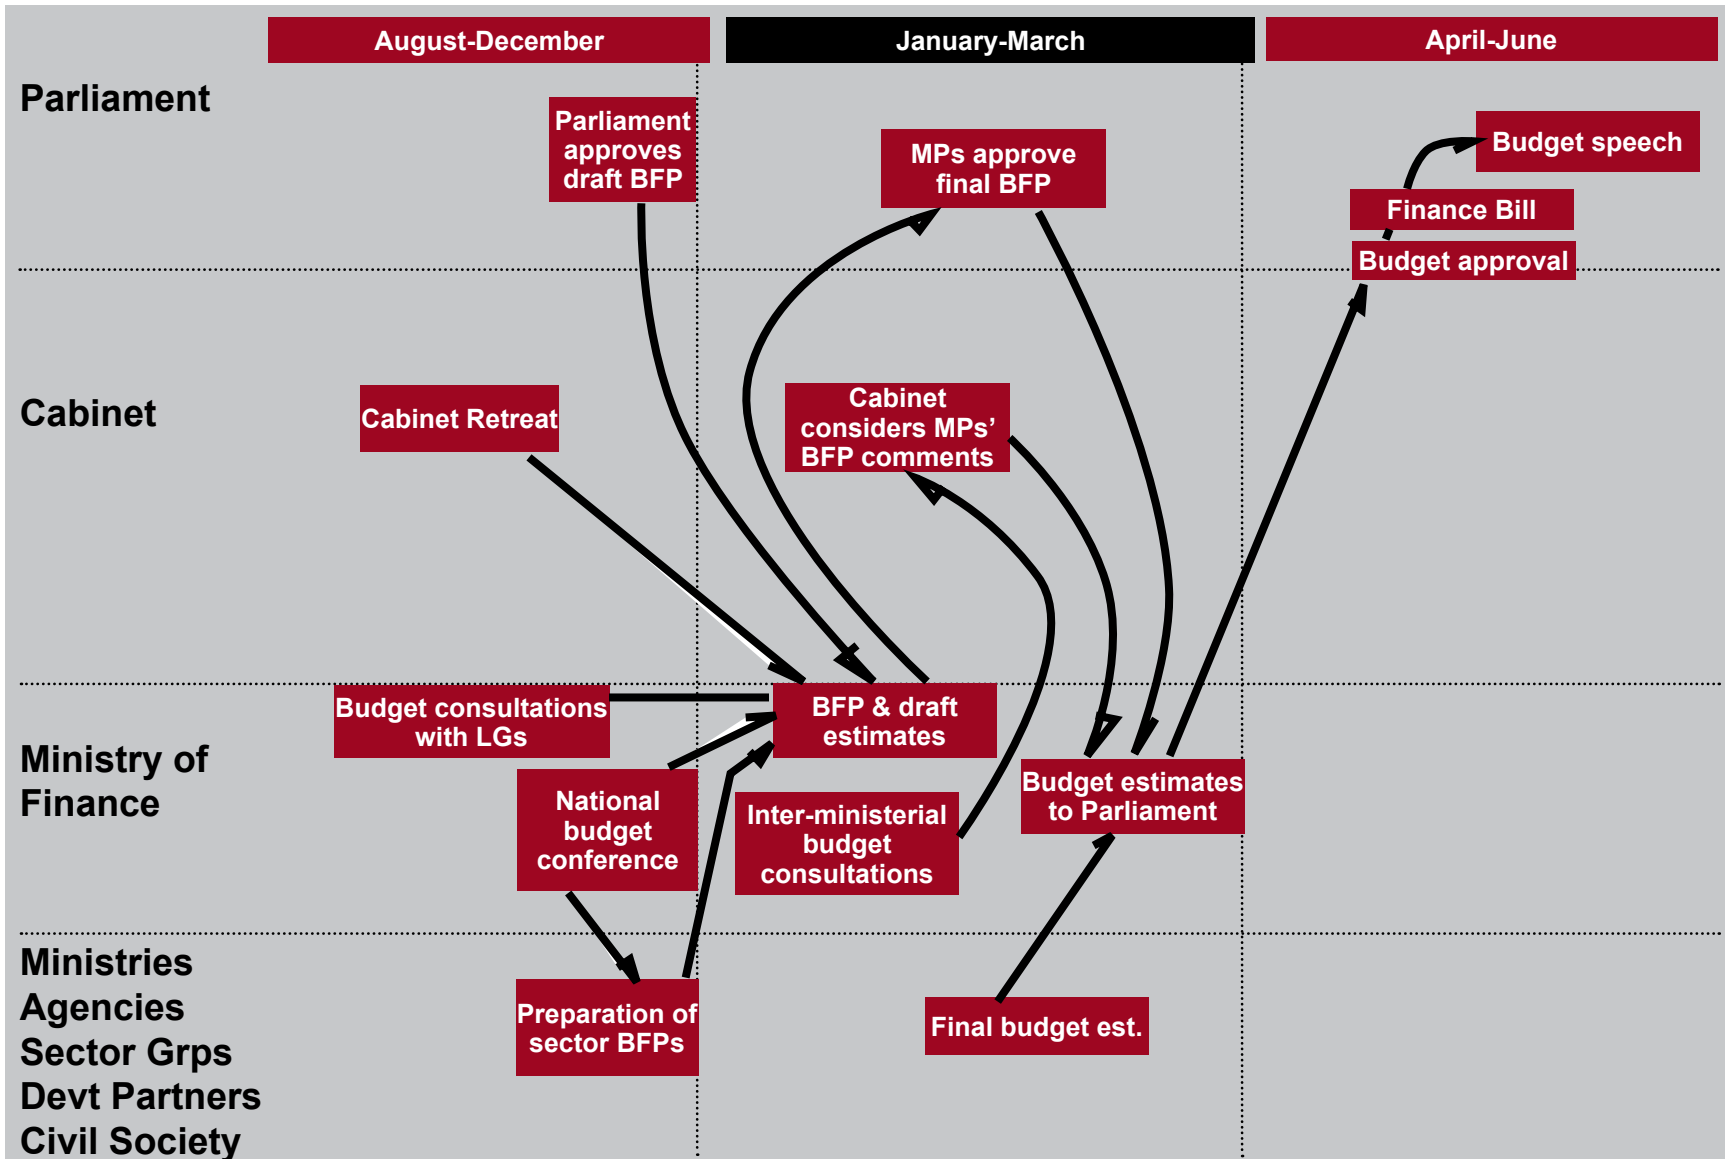 August-December
January-March
April-June
Parliament
Parliament
approves
draft BFP
MPs approve
final BFP
Budget speech
Finance Bill
Budget approval
Cabinet
Cabinet Retreat
Cabinet
considers MPs’
BFP comments
Ministry of
Finance
Budget consultations
with LGs
BFP & draft
estimates
National
budget
conference
Inter-ministerial
budget
consultations
Budget estimates
to Parliament
Ministries
Agencies
Sector Grps
Devt Partners
Civil Society
Preparation of
sector BFPs
Final budget est.